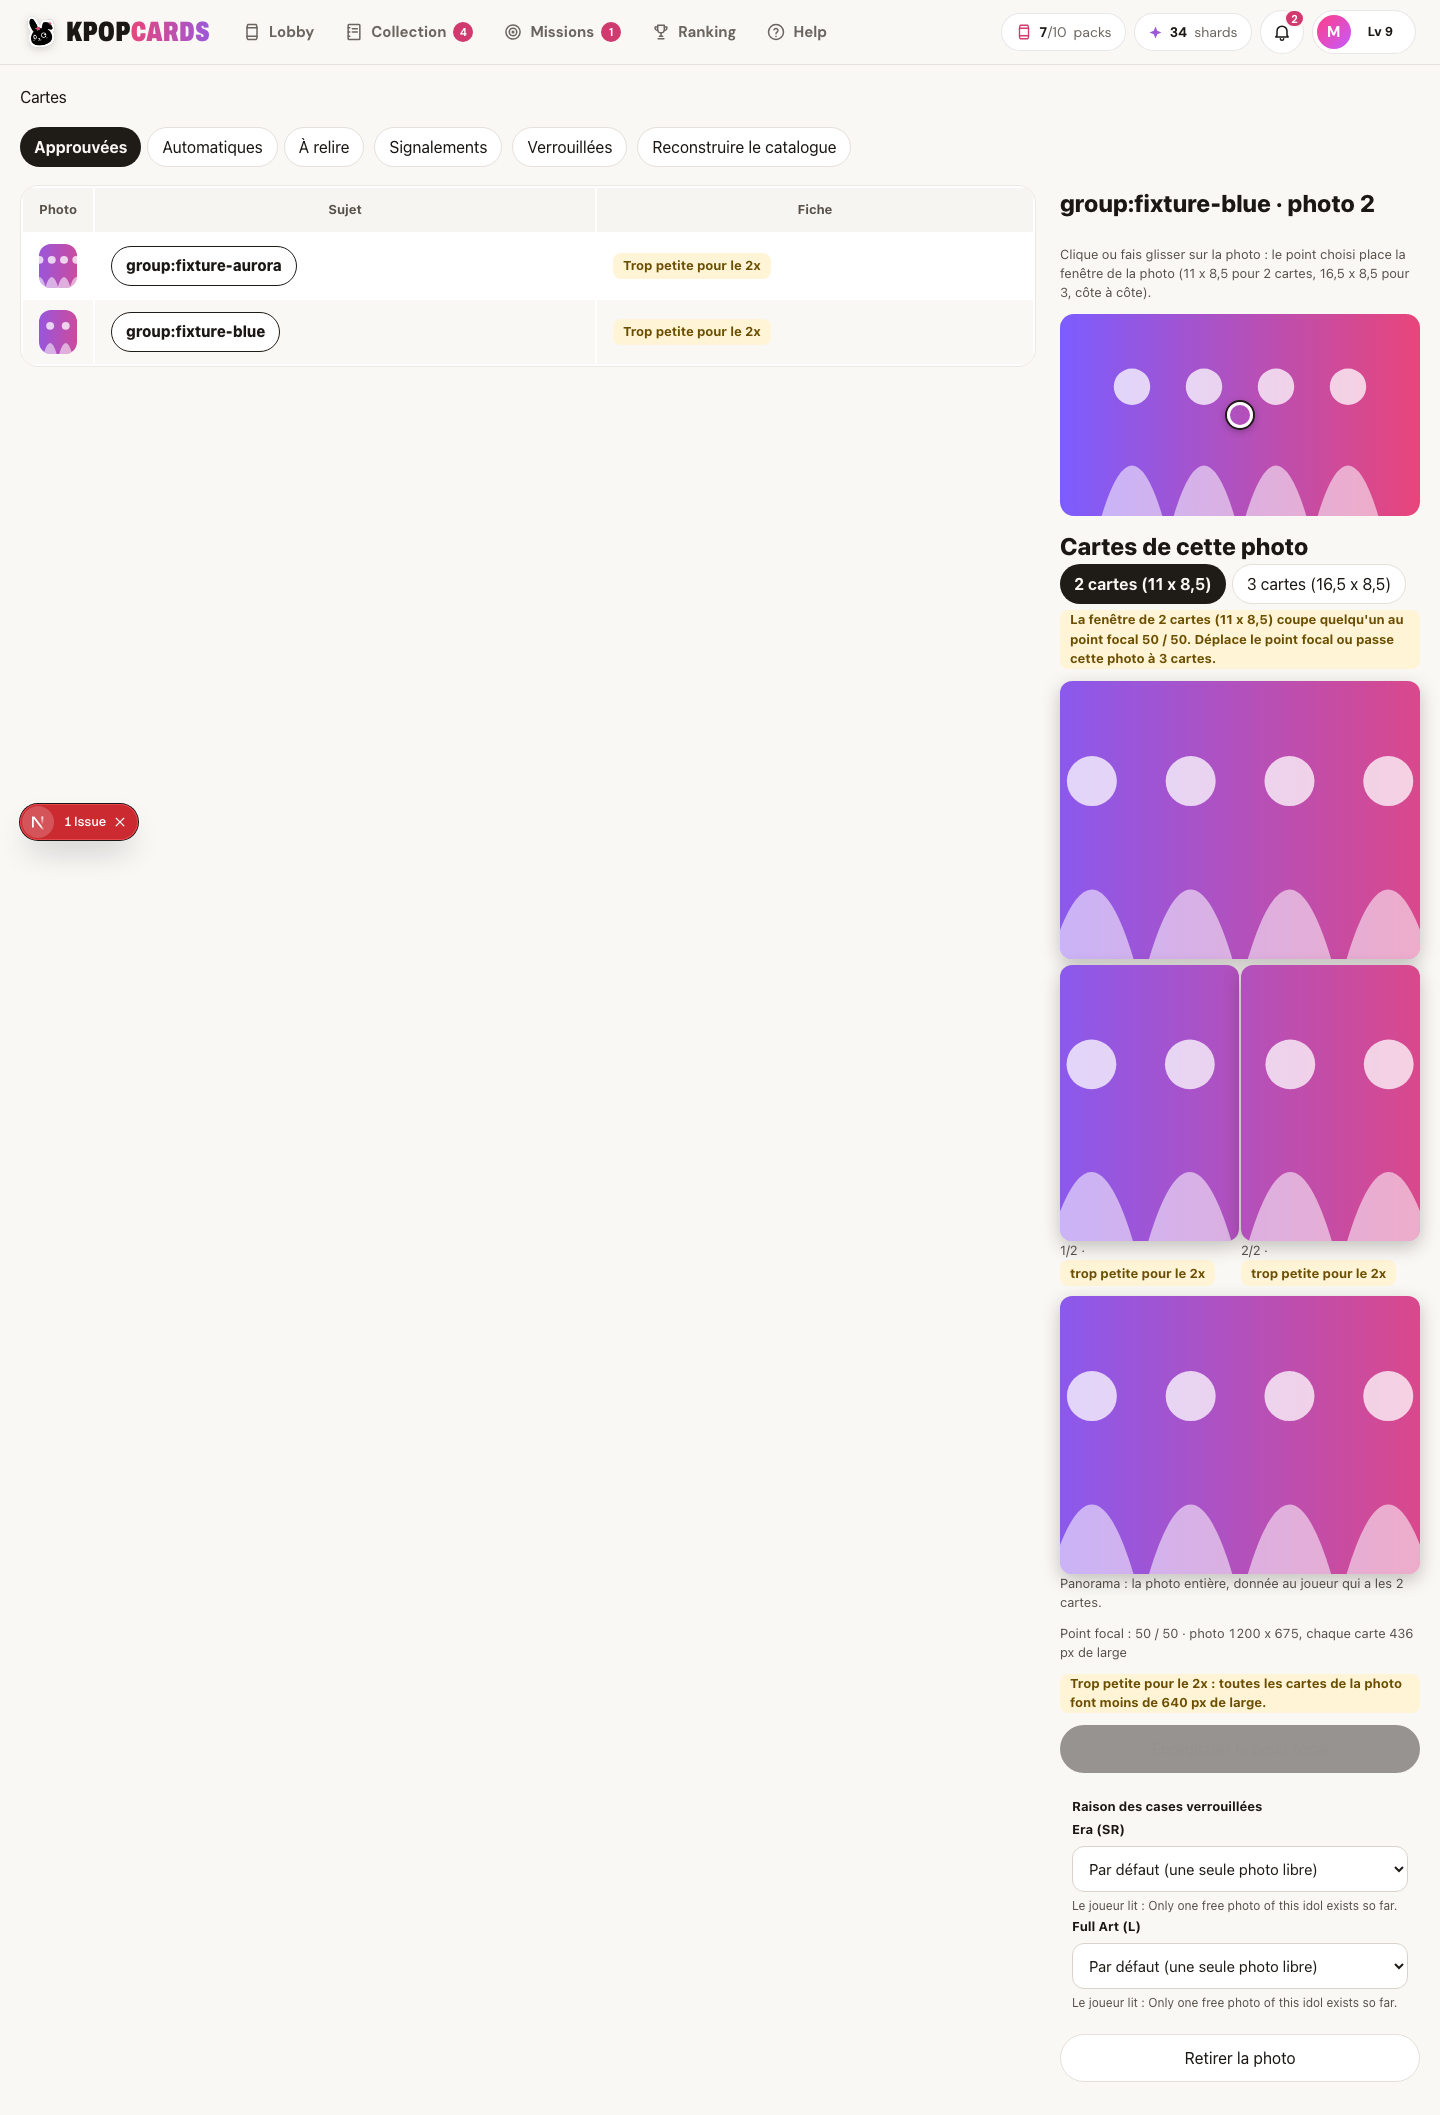 KPOPCARDS
Lobby
Collection 4
Missions 1
Ranking
Help
7/10 packs
34 shards
2
M Lv 9
Cartes
Approuvées
Automatiques
À relire
Signalements
Verrouillées
Reconstruire le catalogue
Photo Sujet Fiche
group:fixture-aurora Trop petite pour le 2x
group:fixture-blue Trop petite pour le 2x
1 Issue
group:fixture-blue · photo 2
Clique ou fais glisser sur la photo : le point choisi place la
fenêtre de la photo (11 x 8,5 pour 2 cartes, 16,5 x 8,5 pour
3, côte à côte).
Cartes de cette photo
2 cartes (11 x 8,5)
3 cartes (16,5 x 8,5)
La fenêtre de 2 cartes (11 x 8,5) coupe quelqu'un au
point focal 50 / 50. Déplace le point focal ou passe
cette photo à 3 cartes.
1/2 · 2/2 ·
trop petite pour le 2x trop petite pour le 2x
Panorama : la photo entière, donnée au joueur qui a les 2
cartes.
Point focal : 50 / 50 · photo 1200 x 675, chaque carte 436
px de large
Trop petite pour le 2x : toutes les cartes de la photo
font moins de 640 px de large.
Raison des cases verrouillées
Era (SR)
Par défaut (une seule photo libre)
Le joueur lit : Only one free photo of this idol exists so far.
Full Art (L)
Par défaut (une seule photo libre)
Le joueur lit : Only one free photo of this idol exists so far.
Retirer la photo